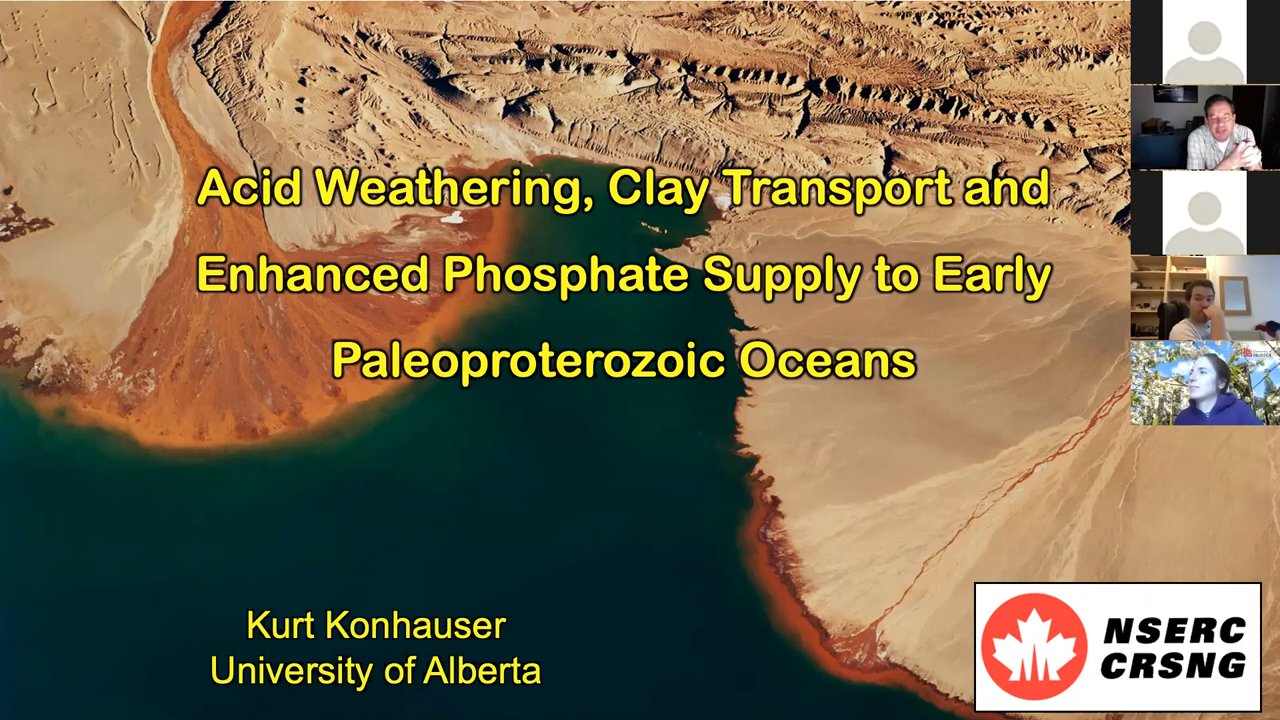 Acid Weathering, Clay Transport and
Enhanced Phosphate Supply to Early
Paleoproterozoic Oceans
Kurt Konhauser
University of Alberta
NSERC
CRSNG